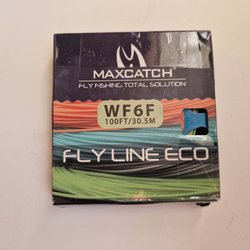 MAXCATCH®
FLY FISHING TOTAL SOLUTION
WF6F
100FT/30.5M
FLY LINE ECO